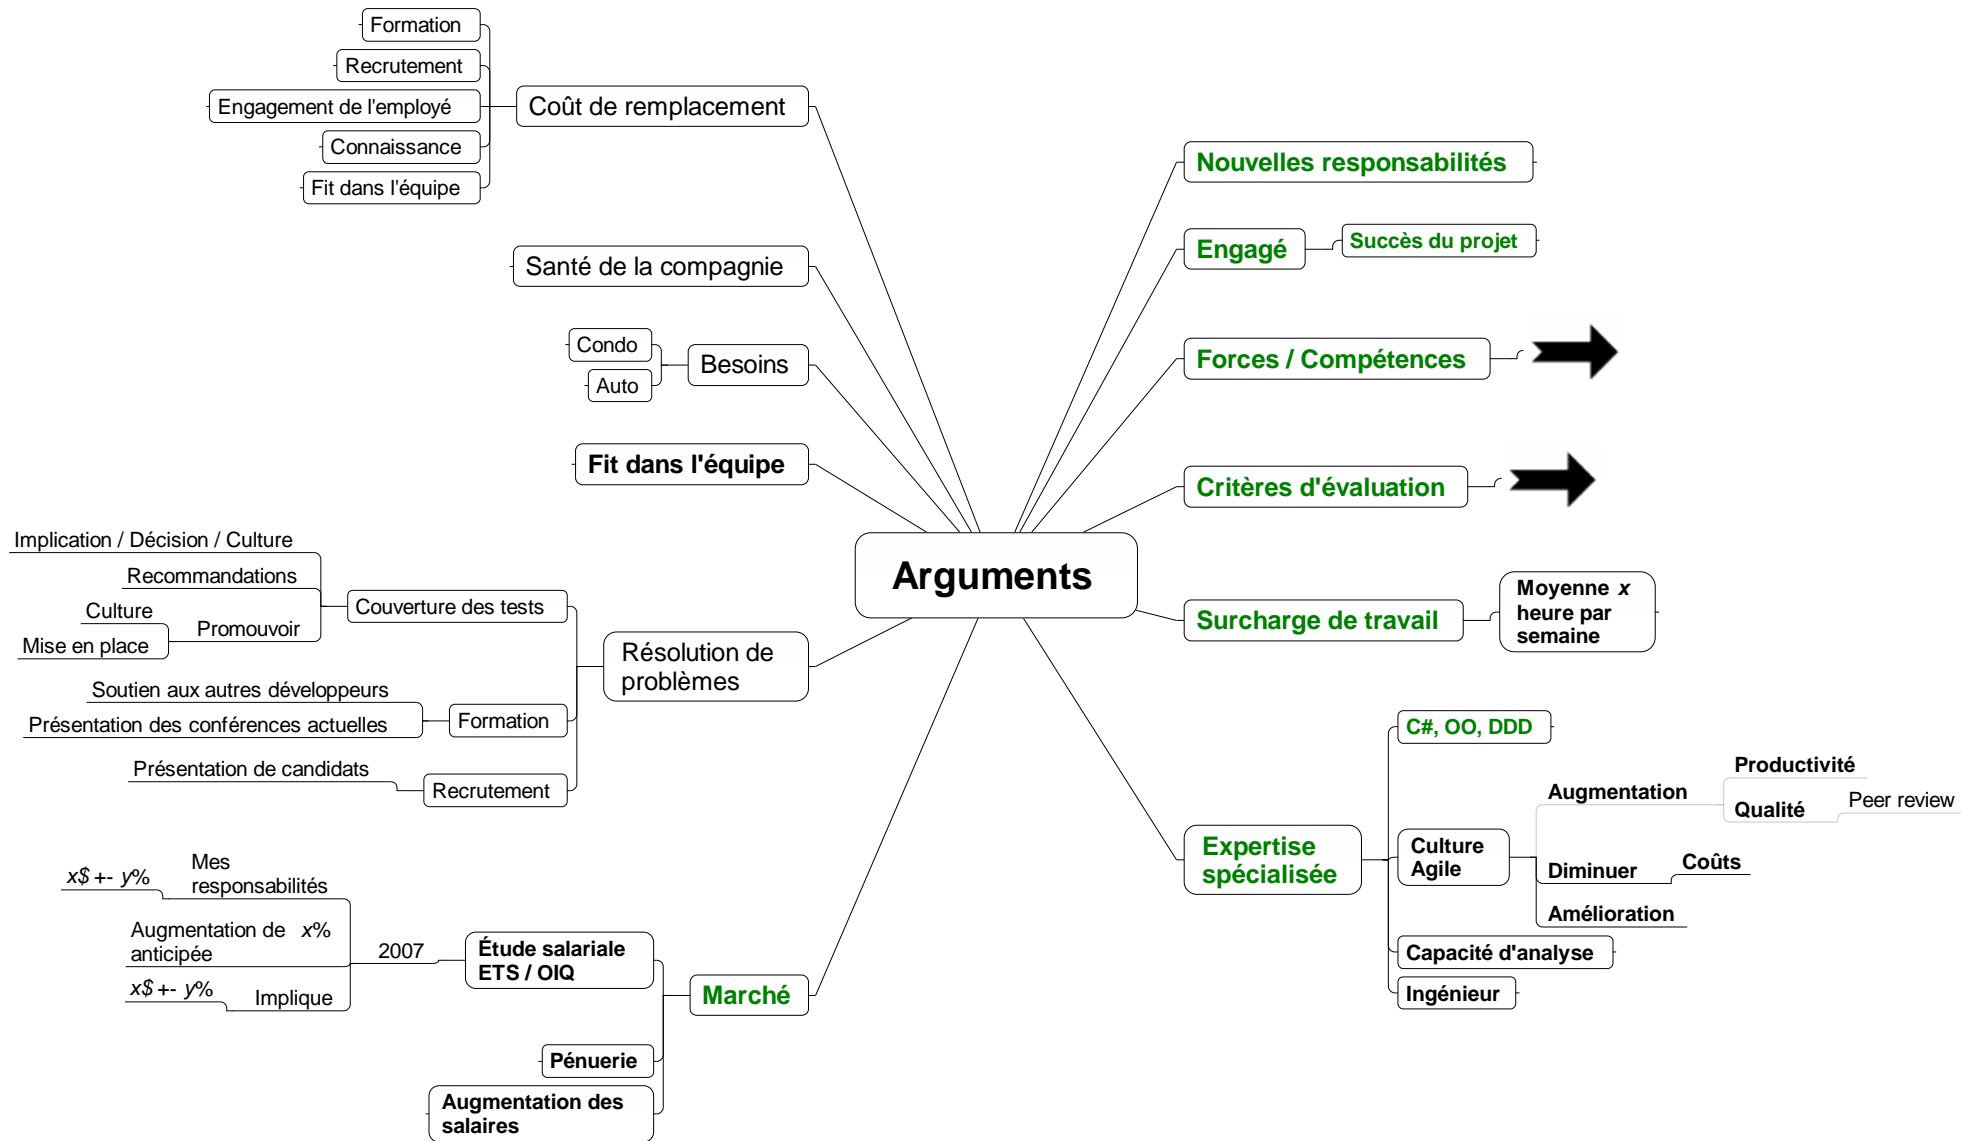 Arguments
Coût de remplacement
Formation
Recrutement
Engagement de l'employé
Connaissance
Fit dans l'équipe
Santé de la compagnie
Besoins
Condo
Auto
Fit dans l'équipe
Résolution de
problèmes
Couverture des tests
Implication / Décision / Culture
Recommandations
Promouvoir
Culture
Mise en place
Formation
Soutien aux autres développeurs
Présentation des conférences actuelles
Recrutement
Présentation de candidats
Marché
Étude salariale
ETS / OIQ
2007
Mes
responsabilités
x$ +- y%
Augmentation de x%
anticipée
Implique
x$ +- y%
Pénuerie
Augmentation des
salaires
Nouvelles responsabilités
Engagé
Succès du projet
Forces / Compétences
Critères d'évaluation
Surcharge de travail
Moyenne x
heure par
semaine
Expertise
spécialisée
C#, OO, DDD
Culture
Agile
Augmentation
Productivité
Qualité
Peer review
Diminuer
Coûts
Amélioration
Capacité d'analyse
Ingénieur